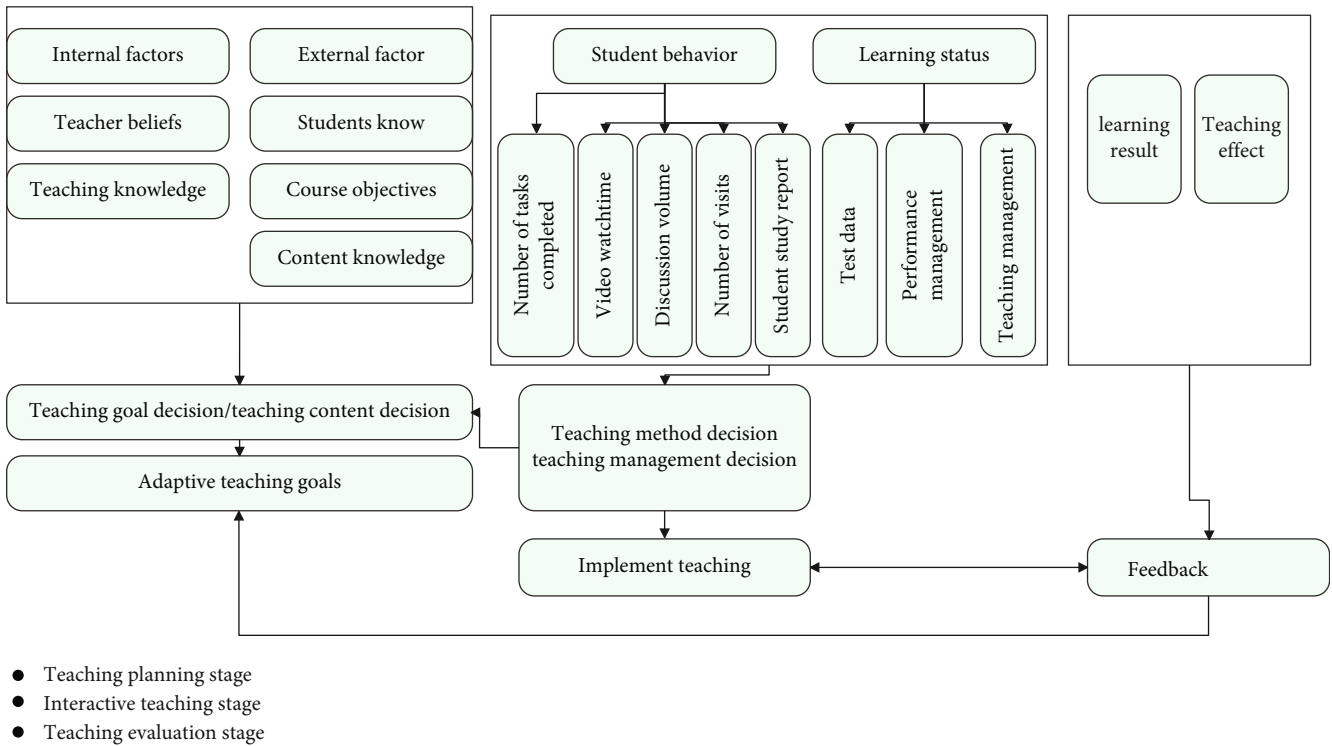 Internal factors
External factor
Teacher beliefs
Students know
Teaching knowledge
Course objectives
Content knowledge
Student behavior
Learning status
Number of tasks
completed
Video watchtime
Discussion volume
Number of visits
Student study report
Test data
Performance
management
Teaching management
learning
result
Teaching
effect
Teaching goal decision/teaching content decision
Adaptive teaching goals
Teaching method decision
teaching management decision
Implement teaching
Feedback
● Teaching planning stage
● Interactive teaching stage
● Teaching evaluation stage